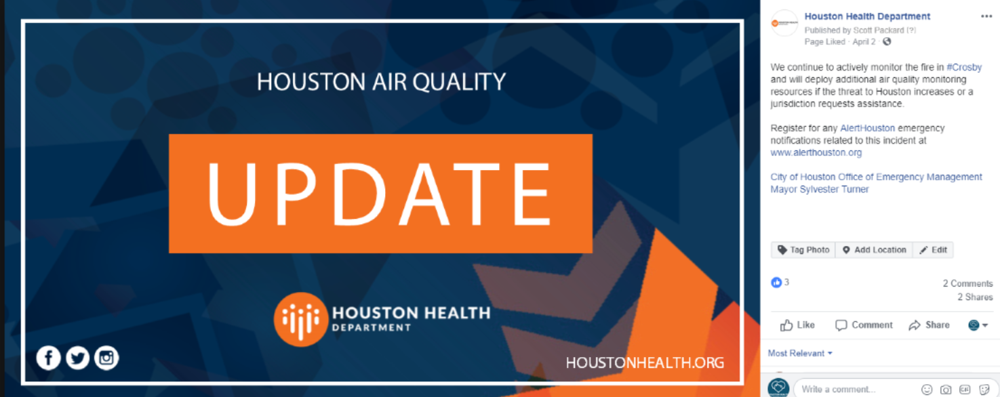 HOUSTON AIR QUALITY
UPDATE
HOUSTON HEALTH
DEPARTMENT
HOUSTONHEALTH.ORG
Houston Health Department
Published by Scott Packard [?]
Page Liked · April 2 ·
We continue to actively monitor the fire in #Crosby
and will deploy additional air quality monitoring
resources if the threat to Houston increases or a
jurisdiction requests assistance.
Register for any AlertHouston emergency
notifications related to this incident at
www.alerthouston.org
City of Houston Office of Emergency Management
Mayor Sylvester Turner
Tag Photo Add Location Edit
3 2 Comments
2 Shares
Like Comment Share
Most Relevant
Write a comment...
GIF